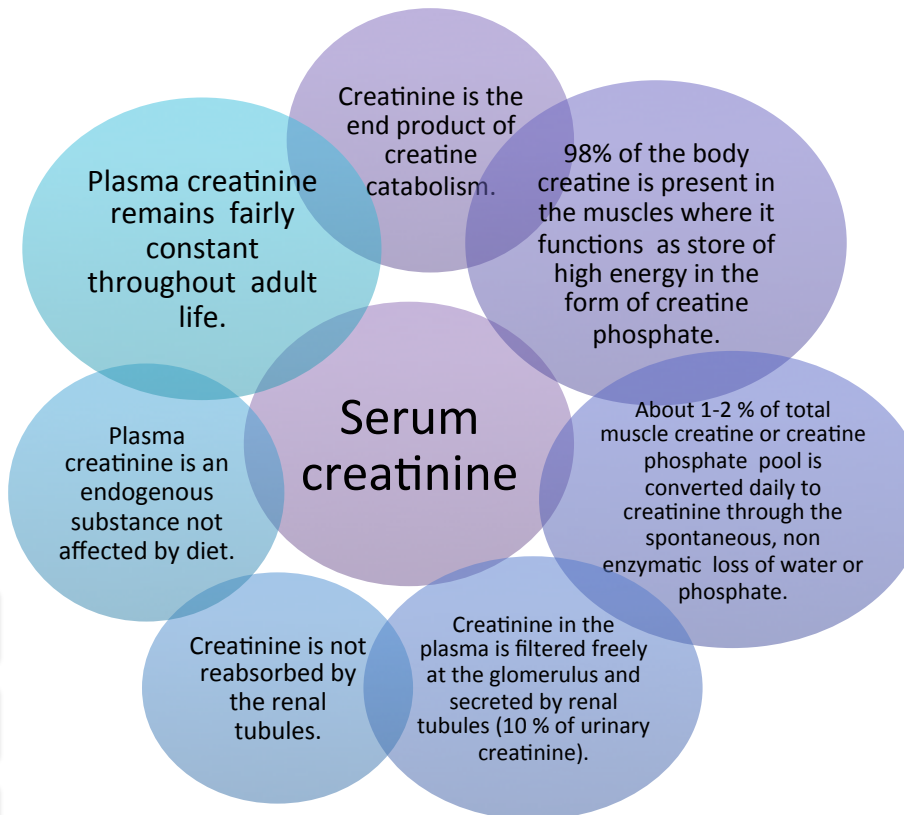 Creatinine is the
end product of
creatine
catabolism.
98% of the body
creatine is present in
the muscles where it
functions as store of
high energy in the
form of creatine
phosphate.
About 1-2 % of total
muscle creatine or creatine
phosphate pool is
converted daily to
creatinine through the
spontaneous, non
enzymatic loss of water or
phosphate.
Creatinine in the
plasma is filtered freely
at the glomerulus and
secreted by renal
tubules (10 % of urinary
creatinine).
Creatinine is not
reabsorbed by
the renal
tubules.
Plasma
creatinine is an
endogenous
substance not
affected by diet.
Plasma creatinine
remains fairly
constant
throughout adult
life.
Serum
creatinine